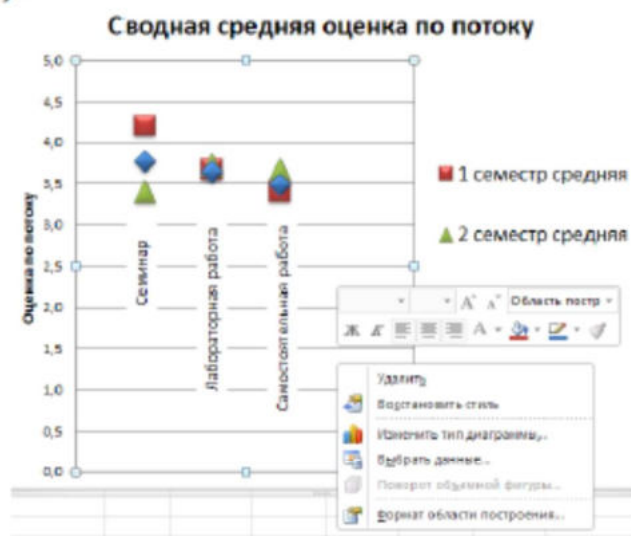 Сводная средняя оценка по потоку
5,0
4,5
4,0
3,5
3,0
2,5
2,0
1,5
1,0
0,0
Оценка по потоку
Семинар
Лабораторная работа
Самостоятельная работа
1 семестр средняя
2 семестр средняя
Область постр
Ж К A
Удалить
Восстановить стиль
Изменить тип диаграммы...
Выбрать данные...
Поворот объемной фигуры...
Формат области построения...